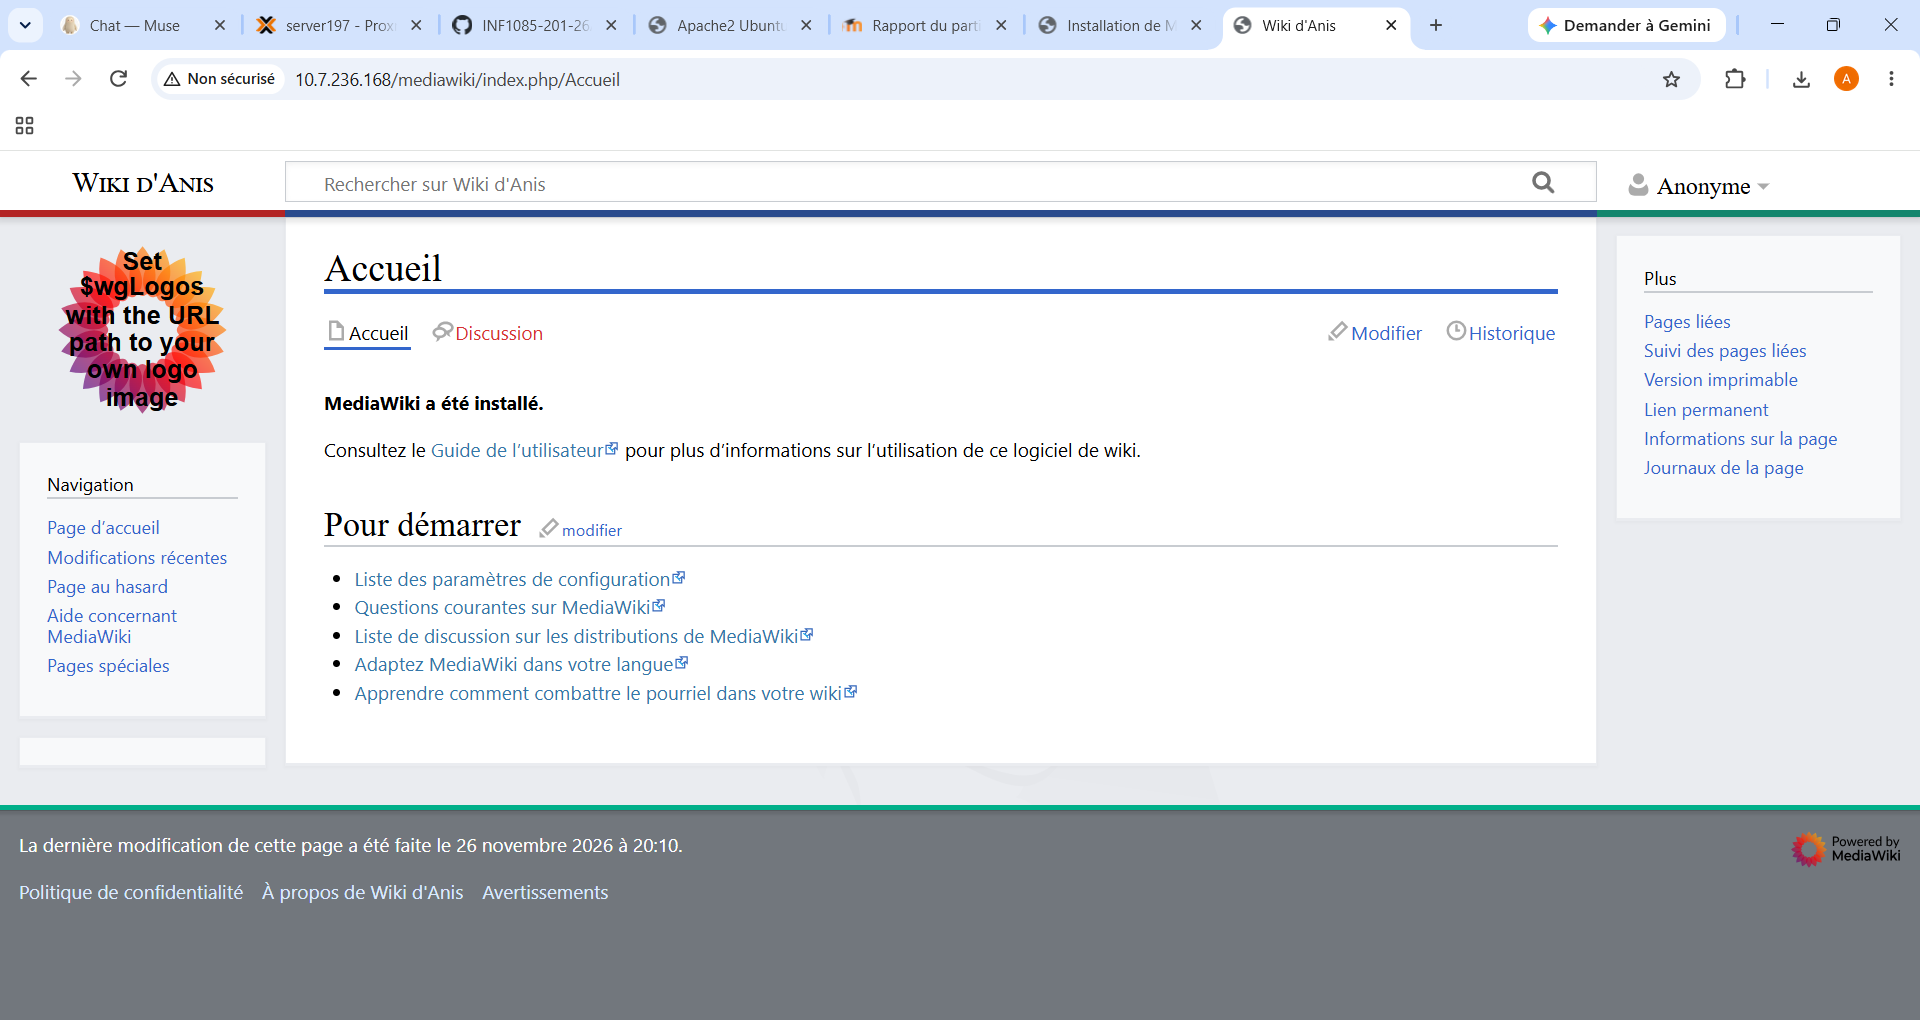 Chat — Muse
server197 - Prox
INF1085-201-26
Apache2 Ubuntu
Rapport du parti
Installation de M
Wiki d'Anis
Demander à Gemini
Non sécurisé
10.7.236.168/mediawiki/index.php/Accueil
A
Wiki d'Anis
Rechercher sur Wiki d'Anis
Anonyme
Set
$wgLogos
with the URL
path to your
own logo
image
Navigation
Page d’accueil
Modifications récentes
Page au hasard
Aide concernant
MediaWiki
Pages spéciales
Accueil
Accueil
Discussion
Modifier
Historique
MediaWiki a été installé.
Consultez le Guide de l’utilisateur pour plus d’informations sur l’utilisation de ce logiciel de wiki.
Pour démarrer modifier
Liste des paramètres de configuration
Questions courantes sur MediaWiki
Liste de discussion sur les distributions de MediaWiki
Adaptez MediaWiki dans votre langue
Apprendre comment combattre le pourriel dans votre wiki
Plus
Pages liées
Suivi des pages liées
Version imprimable
Lien permanent
Informations sur la page
Journaux de la page
La dernière modification de cette page a été faite le 26 novembre 2026 à 20:10.
Politique de confidentialité
À propos de Wiki d'Anis
Avertissements
Powered by
MediaWiki